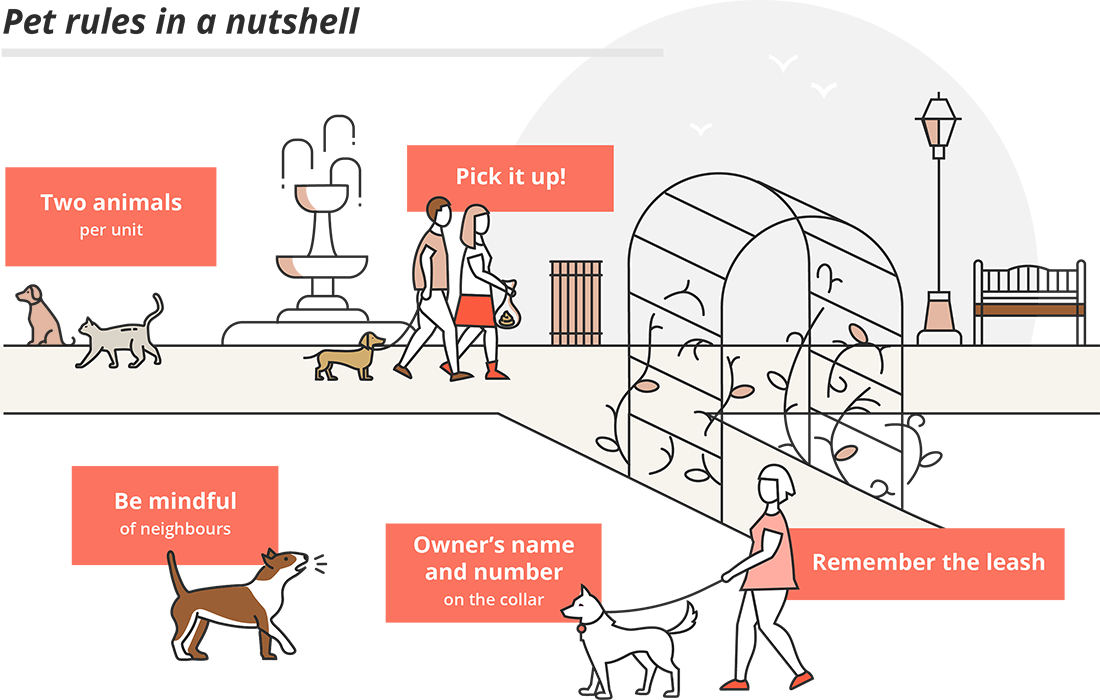 Pet rules in a nutshell
Two animals
per unit
Pick it up!
Be mindful
of neighbours
Owner’s name
and number
on the collar
Remember the leash